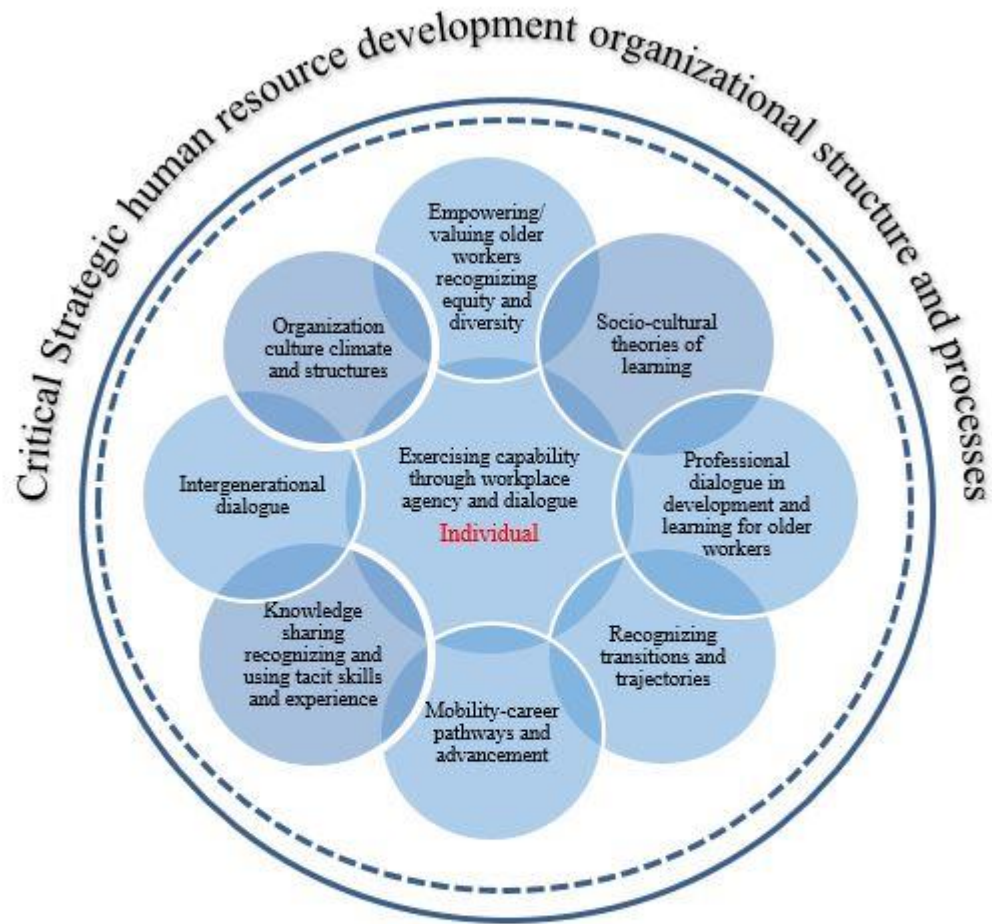 Critical Strategic human resource development organizational structure and processes
Empowering/
valuing older
workers
recognizing
equity and
diversity
Socio-cultural
theories of
learning
Professional
dialogue in
development and
learning for older
workers
Recognizing
transitions and
trajectories
Mobility-career
pathways and
advancement
Knowledge
sharing
recognizing and
using tacit skills
and experience
Intergenerational
dialogue
Organization
culture climate
and structures
Exercising capability
through workplace
agency and dialogue
Individual